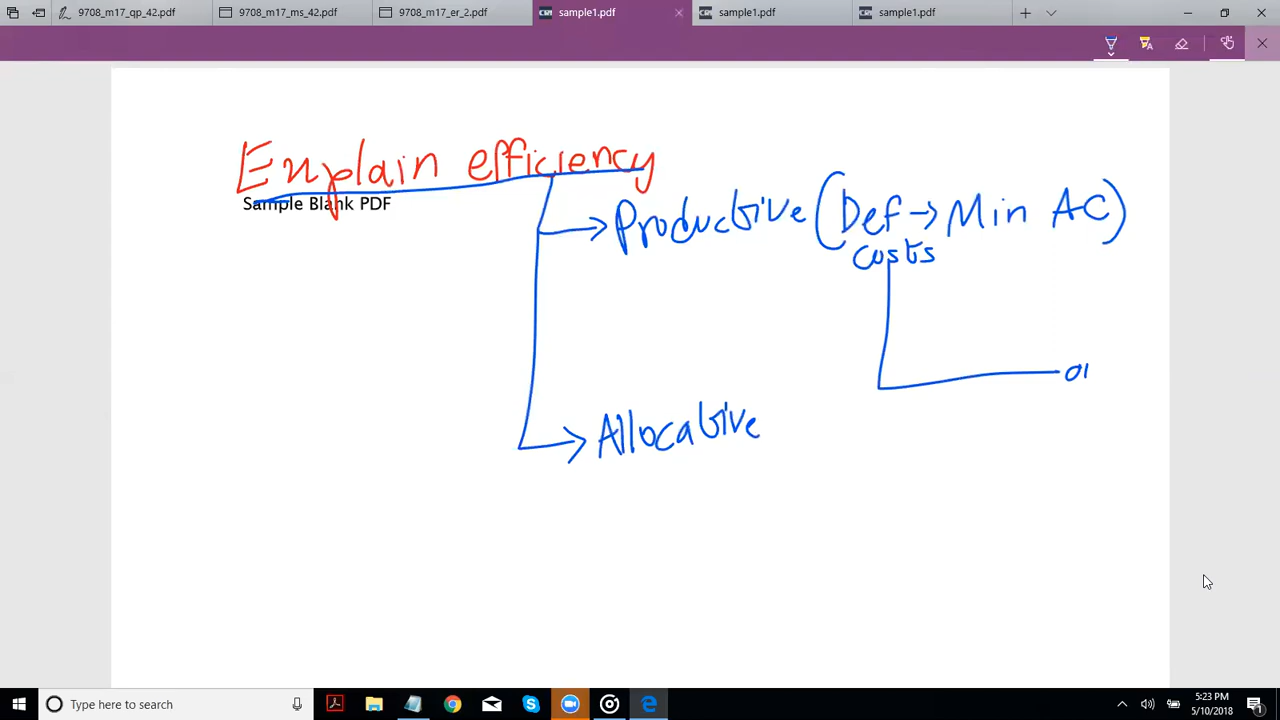 9708_m17_qp_42.pdf 9708_m17_ms_42.pdf 9708_m17_er_2.pdf sample1.pdf sample1.pdf sample1.pdf
Explain efficiency
Sample Blank PDF
Productive (Def → Min AC)
costs
Allocative
Type here to search
5:23 PM
5/10/2018